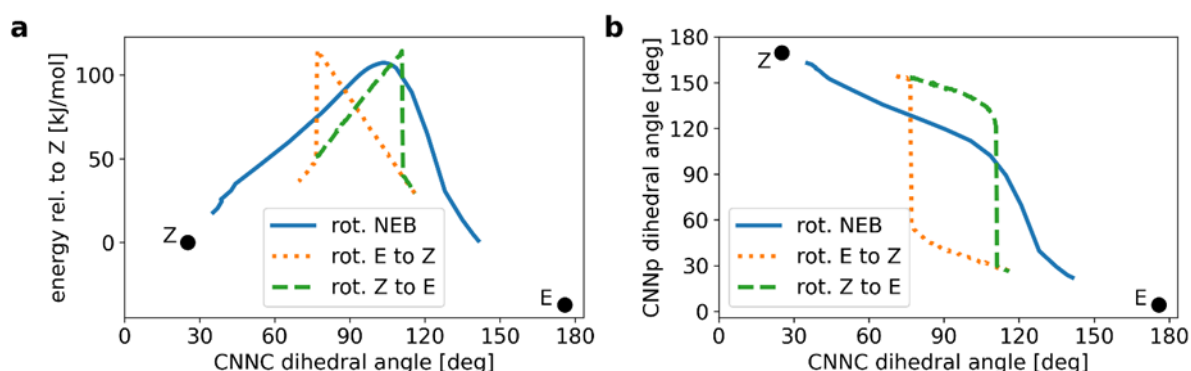 a
energy rel. to Z [kJ/mol]
100
50
0
Z
E
rot. NEB
rot. E to Z
rot. Z to E
0 30 60 90 120 150 180
CNNC dihedral angle [deg]
b
CNNp dihedral angle [deg]
180
150
120
90
60
30
0
Z
E
rot. NEB
rot. E to Z
rot. Z to E
0 30 60 90 120 150 180
CNNC dihedral angle [deg]